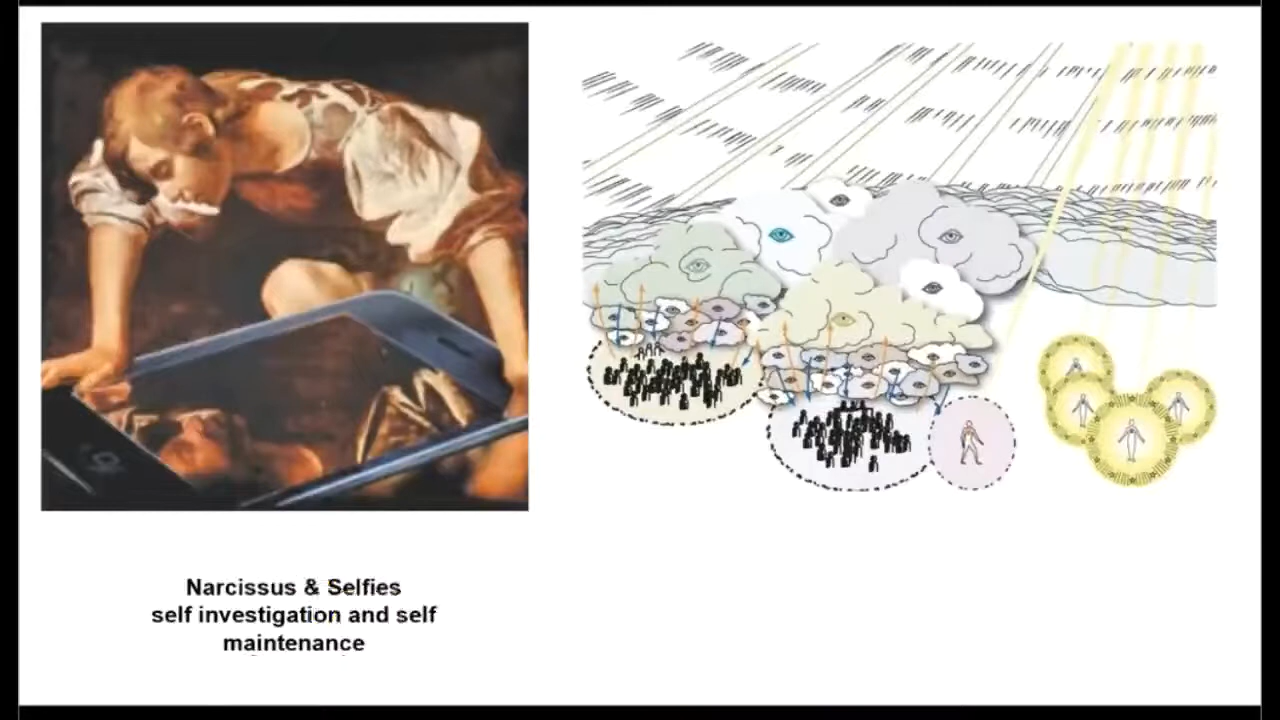 Narcissus & Selfies
self investigation and self
maintenance